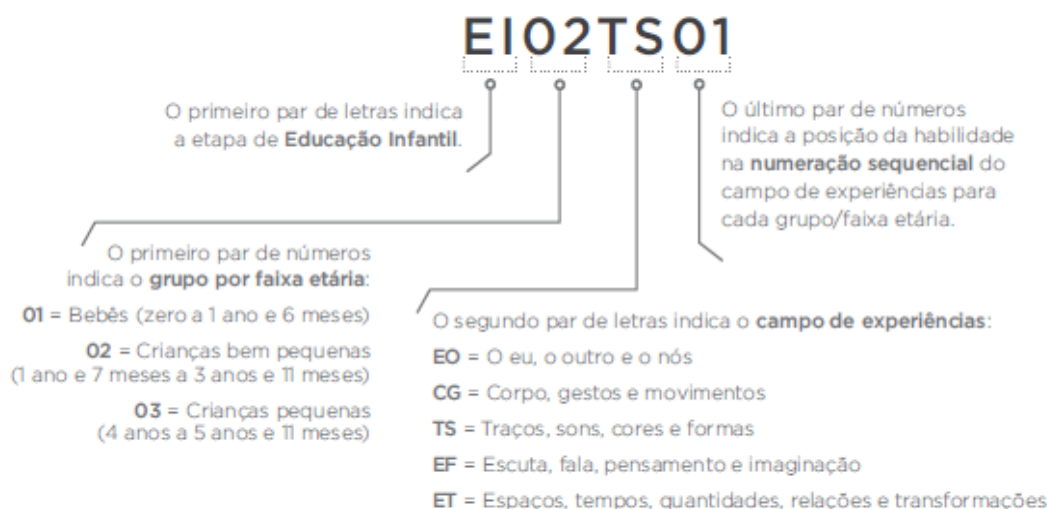 EI02TS01
O primeiro par de letras indica
a etapa de Educação Infantil.
O último par de números
indica a posição da habilidade
na numeração sequencial do
campo de experiências para
cada grupo/faixa etária.
O primeiro par de números
indica o grupo por faixa etária:
01 = Bebês (zero a 1 ano e 6 meses)
02 = Crianças bem pequenas
(1 ano e 7 meses a 3 anos e 11 meses)
03 = Crianças pequenas
(4 anos a 5 anos e 11 meses)
O segundo par de letras indica o campo de experiências:
EO = O eu, o outro e o nós
CG = Corpo, gestos e movimentos
TS = Traços, sons, cores e formas
EF = Escuta, fala, pensamento e imaginação
ET = Espaços, tempos, quantidades, relações e transformações